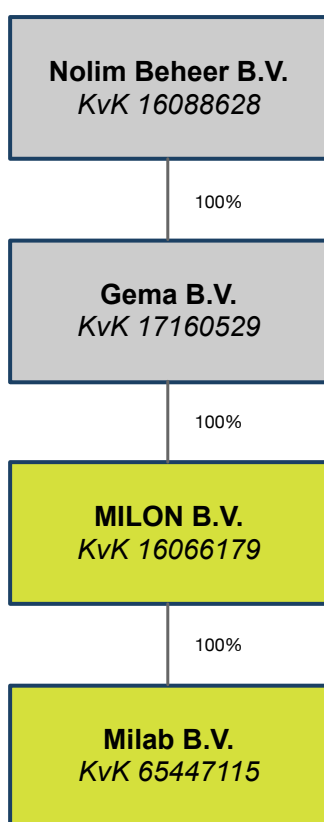 Nolim Beheer B.V.
KvK 16088628
100%
Gema B.V.
KvK 17160529
100%
MILON B.V.
KvK 16066179
100%
Milab B.V.
KvK 65447115